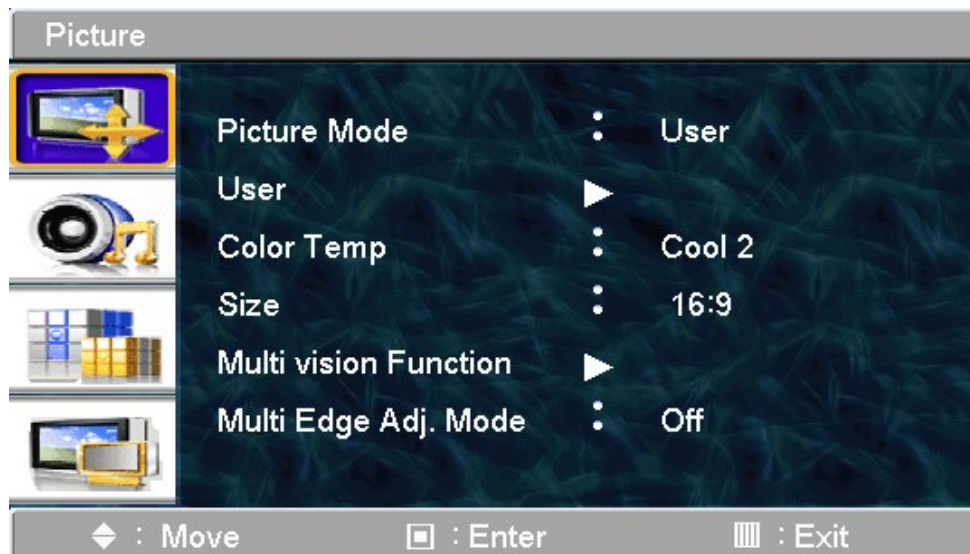 Picture
Picture Mode : User
User ▶
Color Temp : Cool 2
Size : 16:9
Multi vision Function ▶
Multi Edge Adj. Mode : Off
: Move : Enter : Exit